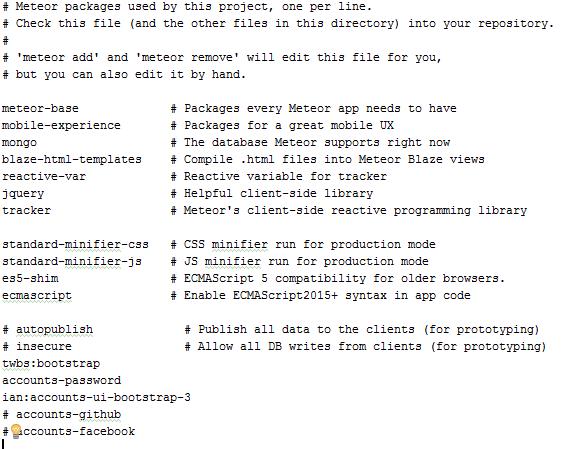 # Meteor packages used by this project, one per line.
# Check this file (and the other files in this directory) into your repository.
#
# 'meteor add' and 'meteor remove' will edit this file for you,
# but you can also edit it by hand.

meteor-base             # Packages every Meteor app needs to have
mobile-experience       # Packages for a great mobile UX
mongo                   # The database Meteor supports right now
blaze-html-templates    # Compile .html files into Meteor Blaze views
reactive-var            # Reactive variable for tracker
jquery                  # Helpful client-side library
tracker                 # Meteor's client-side reactive programming library

standard-minifier-css   # CSS minifier run for production mode
standard-minifier-js    # JS minifier run for production mode
es5-shim                # ECMAScript 5 compatibility for older browsers.
ecmascript              # Enable ECMAScript2015+ syntax in app code

# autopublish             # Publish all data to the clients (for prototyping)
# insecure                # Allow all DB writes from clients (for prototyping)
twbs:bootstrap
accounts-password
ian:accounts-ui-bootstrap-3
# accounts-github
# accounts-facebook